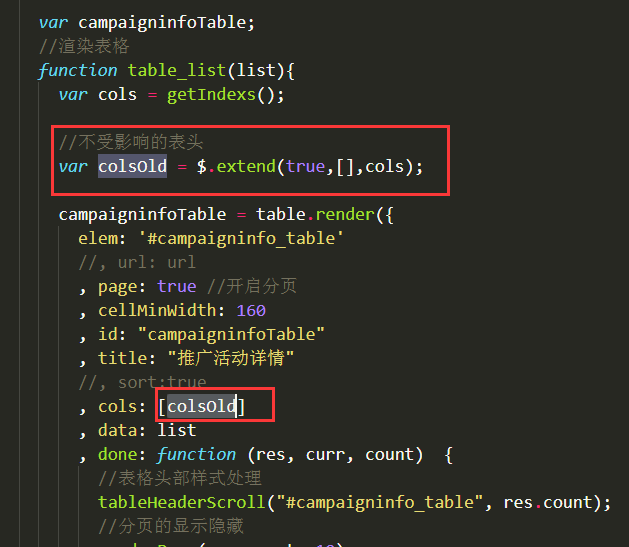 var campaigninfoTable;
//渲染表格
function table_list(list){
var cols = getIndexs();
//不受影响的表头
var colsOld = $.extend(true,[],cols);
campaigninfoTable = table.render({
elem: '#campaigninfo_table'
//, url: url
, page: true //开启分页
, cellMinWidth: 160
, id: "campaigninfoTable"
, title: "推广活动详情"
//, sort:true
, cols: [colsOld]
, data: list
, done: function (res, curr, count)  {
//表格头部样式处理
tableHeaderScroll("#campaigninfo_table", res.count);
//分页的显示隐藏